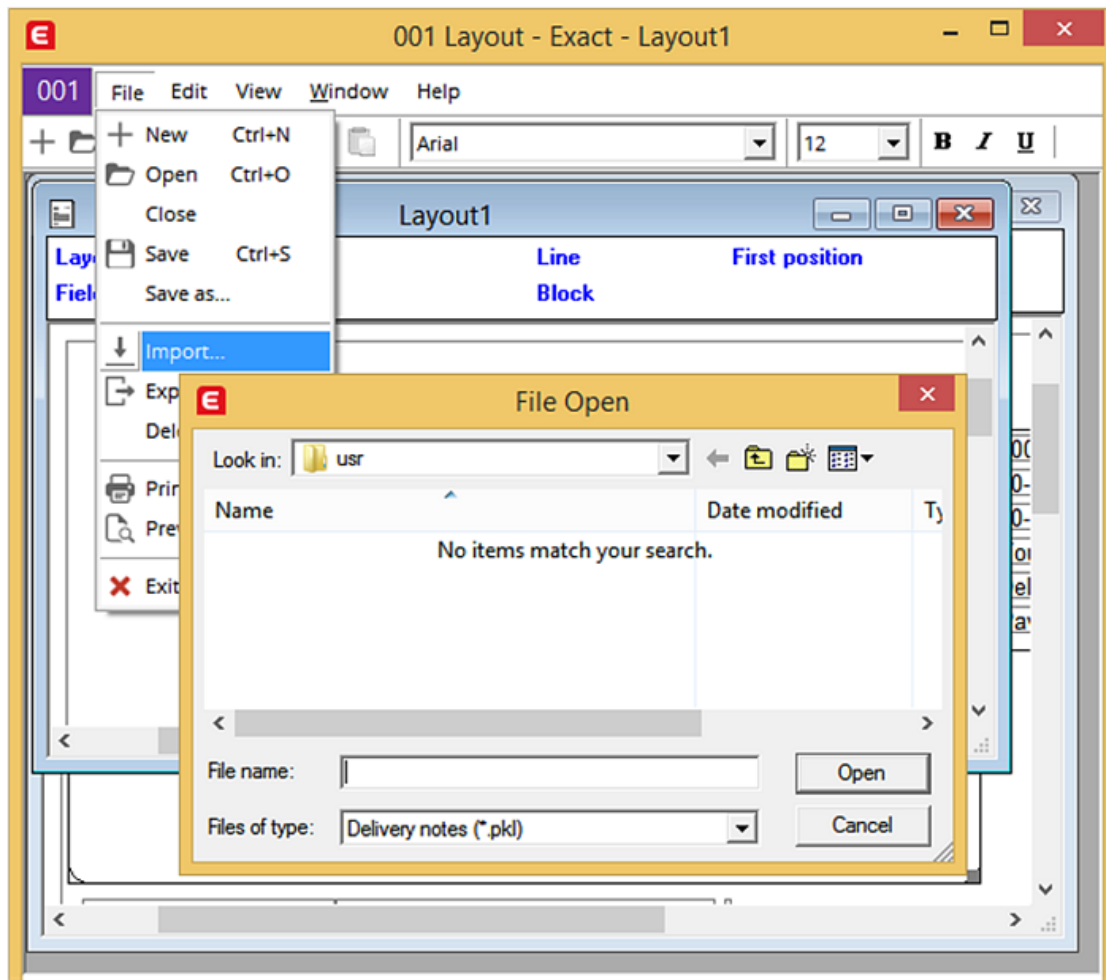 001 Layout - Exact - Layout1
001 File Edit View Window Help
New Ctrl+N
Arial 12 B I U
Open Ctrl+O
Close
Layout1
Save Ctrl+S
Line First position
Save as...
Block
Import...
File Open
Look in: usr
Name Date modified
No items match your search.
Exit
File name: Open
Files of type: Delivery notes (*.pkl) Cancel